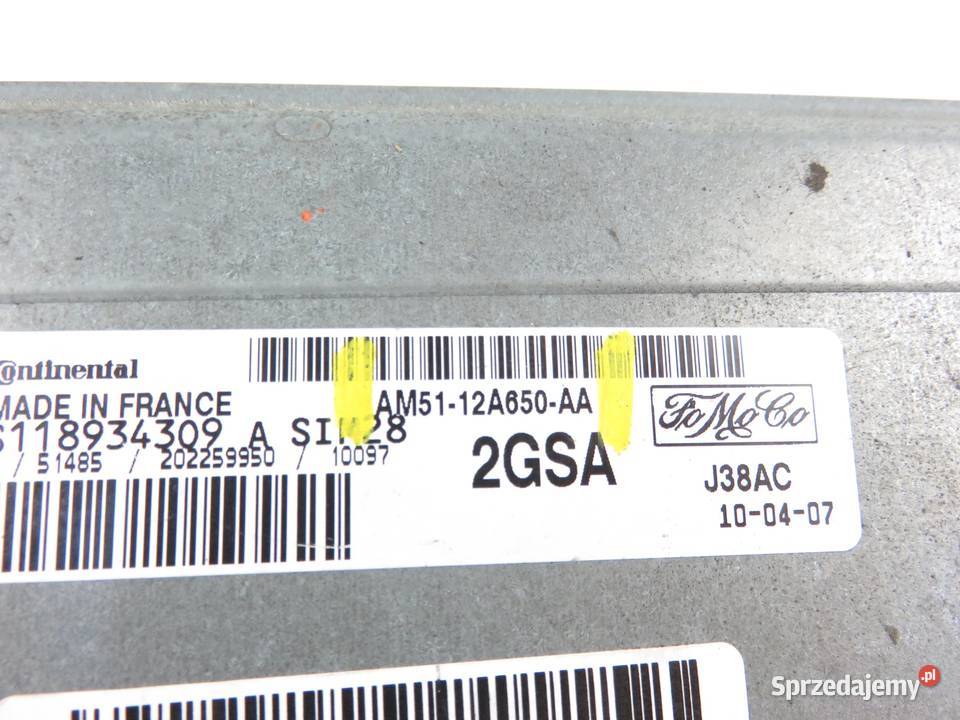 Continental
MADE IN FRANCE
AM51-12A650-AA
FoMoCo
S118934309 A SIM28
/ 51485 / 202259950 / 10097
2GSA
J38AC
10-04-07
Sprzedajemy.pl